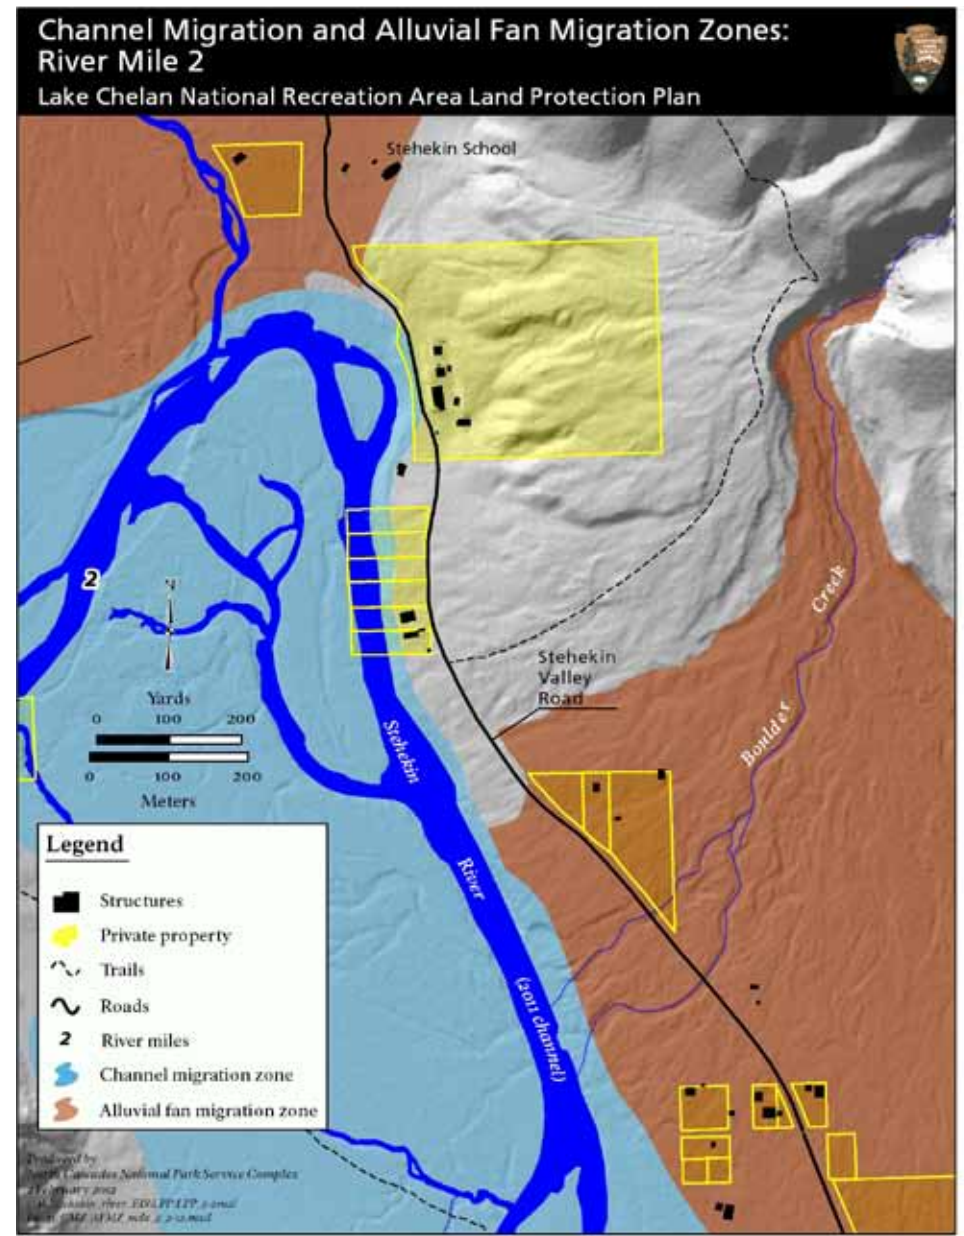 Channel Migration and Alluvial Fan Migration Zones:
River Mile 2
Lake Chelan National Recreation Area Land Protection Plan
Stehekin School
2
N
Creek
Stehekin
Valley
Road
Boulder
Yards
0 100 200
0 100 200
Meters
Stehekin
River
(2011 channel)
Legend
Structures
Private property
Trails
Roads
2 River miles
Channel migration zone
Alluvial fan migration zone
Produced by
North Cascades National Park Service Complex
February 2012